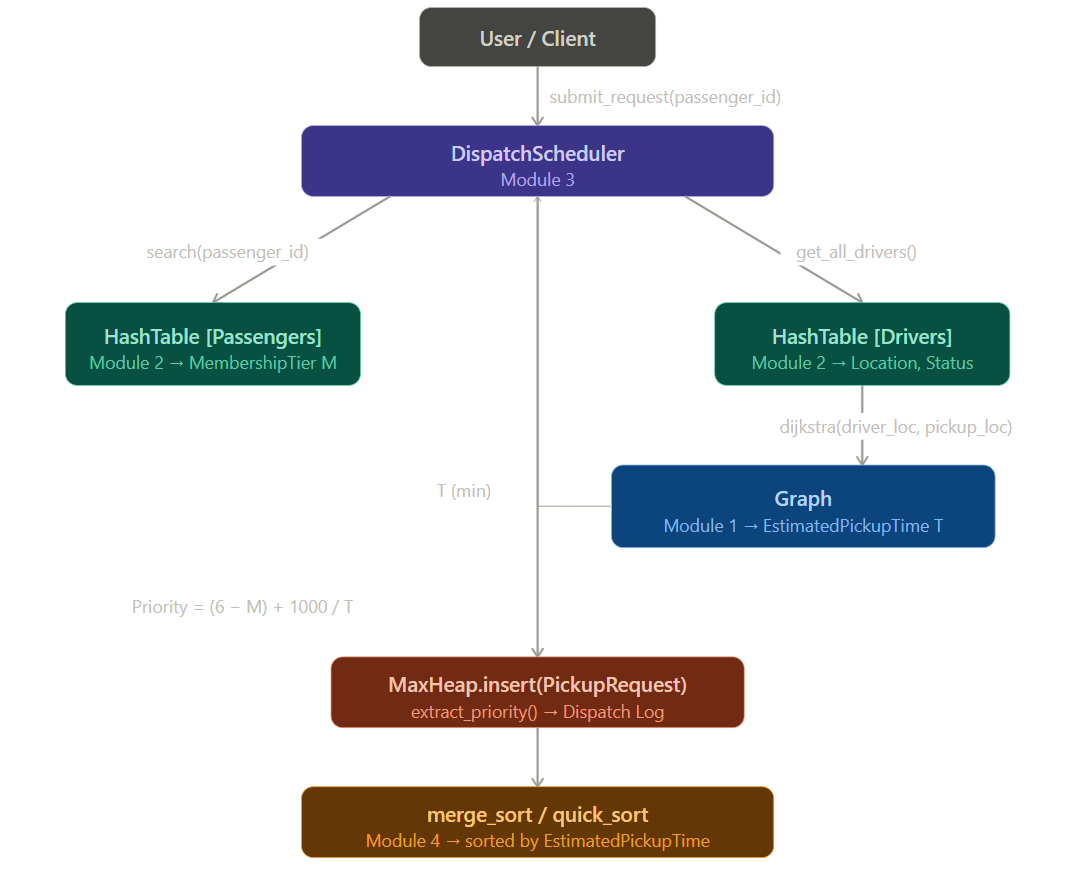 User / Client
submit_request(passenger_id)
DispatchScheduler
Module 3
search(passenger_id)
get_all_drivers()
HashTable [Passengers]
Module 2 → MembershipTier M
HashTable [Drivers]
Module 2 → Location, Status
dijkstra(driver_loc, pickup_loc)
T (min)
Graph
Module 1 → EstimatedPickupTime T
Priority = (6 − M) + 1000 / T
MaxHeap.insert(PickupRequest)
extract_priority() → Dispatch Log
merge_sort / quick_sort
Module 4 → sorted by EstimatedPickupTime